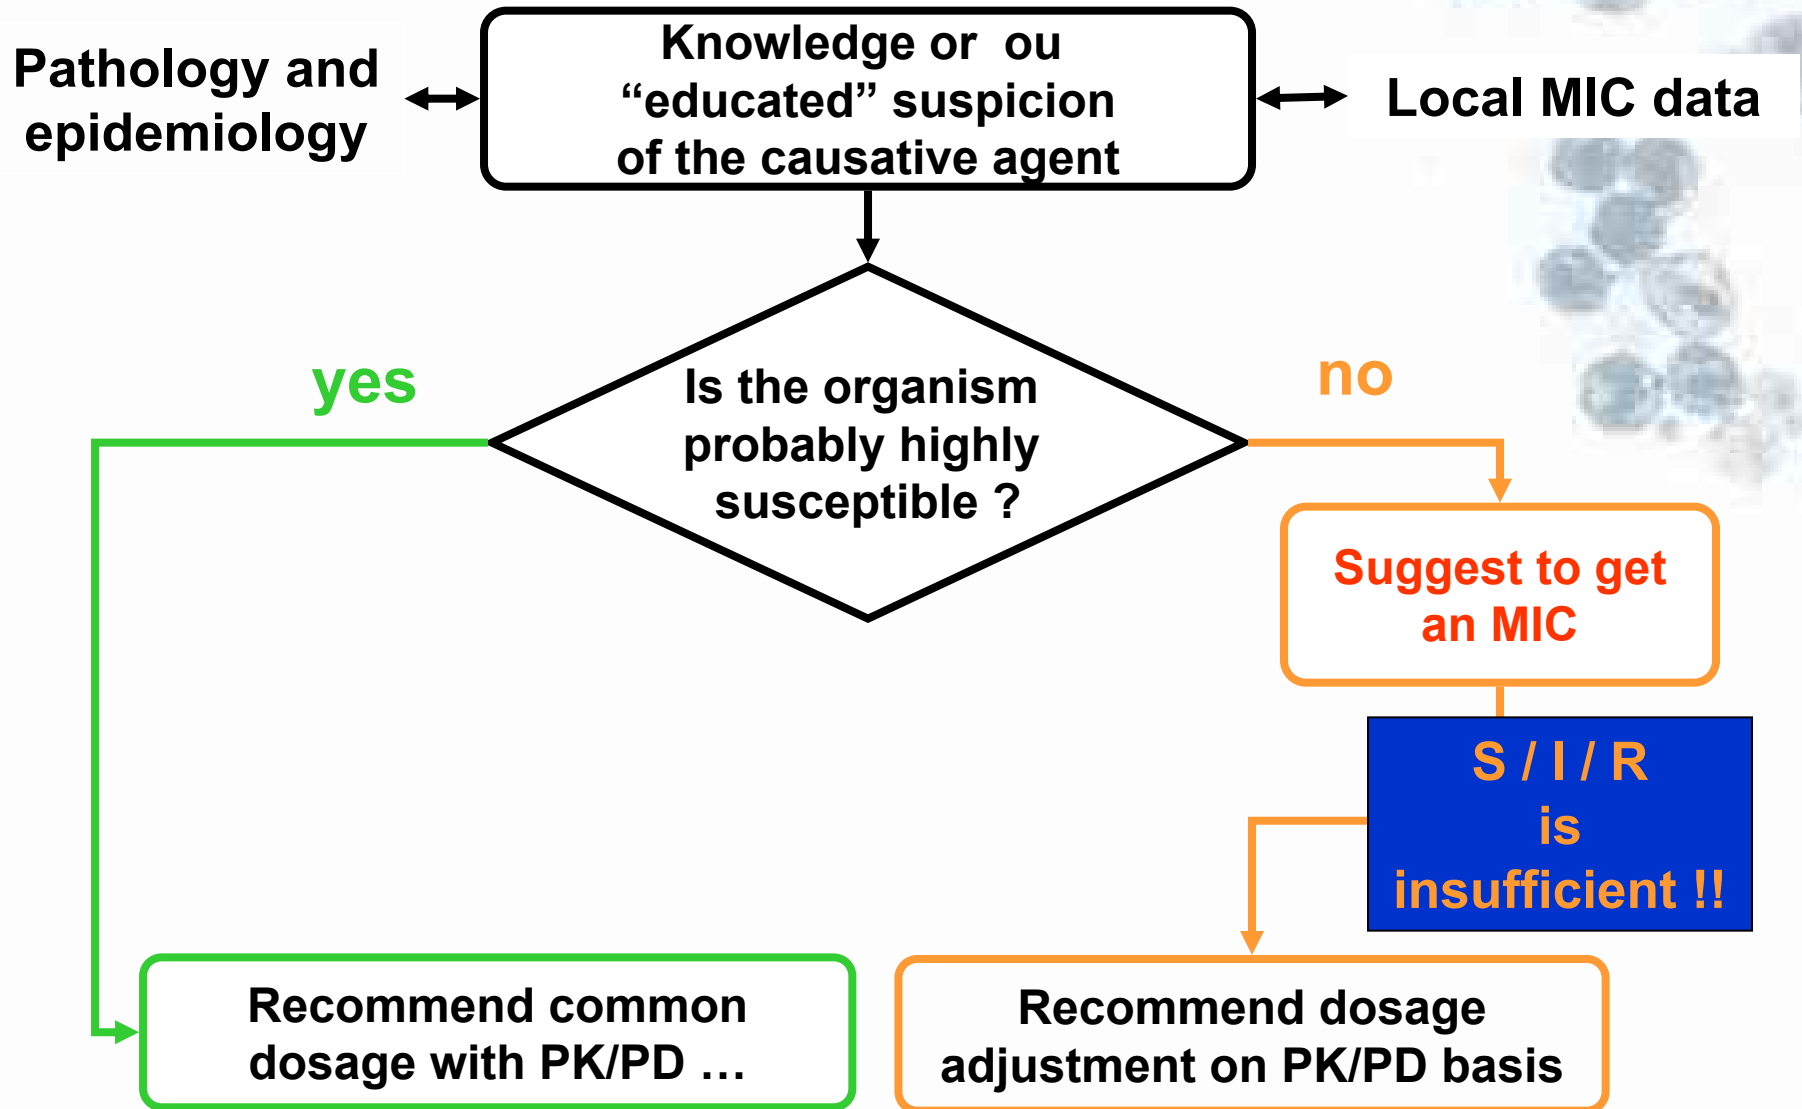 Pathology and
epidemiology
Knowledge or ou
“educated” suspicion
of the causative agent
Local MIC data
yes
Is the organism
probably highly
susceptible ?
no
Suggest to get
an MIC
S / I / R
is
insufficient !!
Recommend common
dosage with PK/PD …
Recommend dosage
adjustment on PK/PD basis